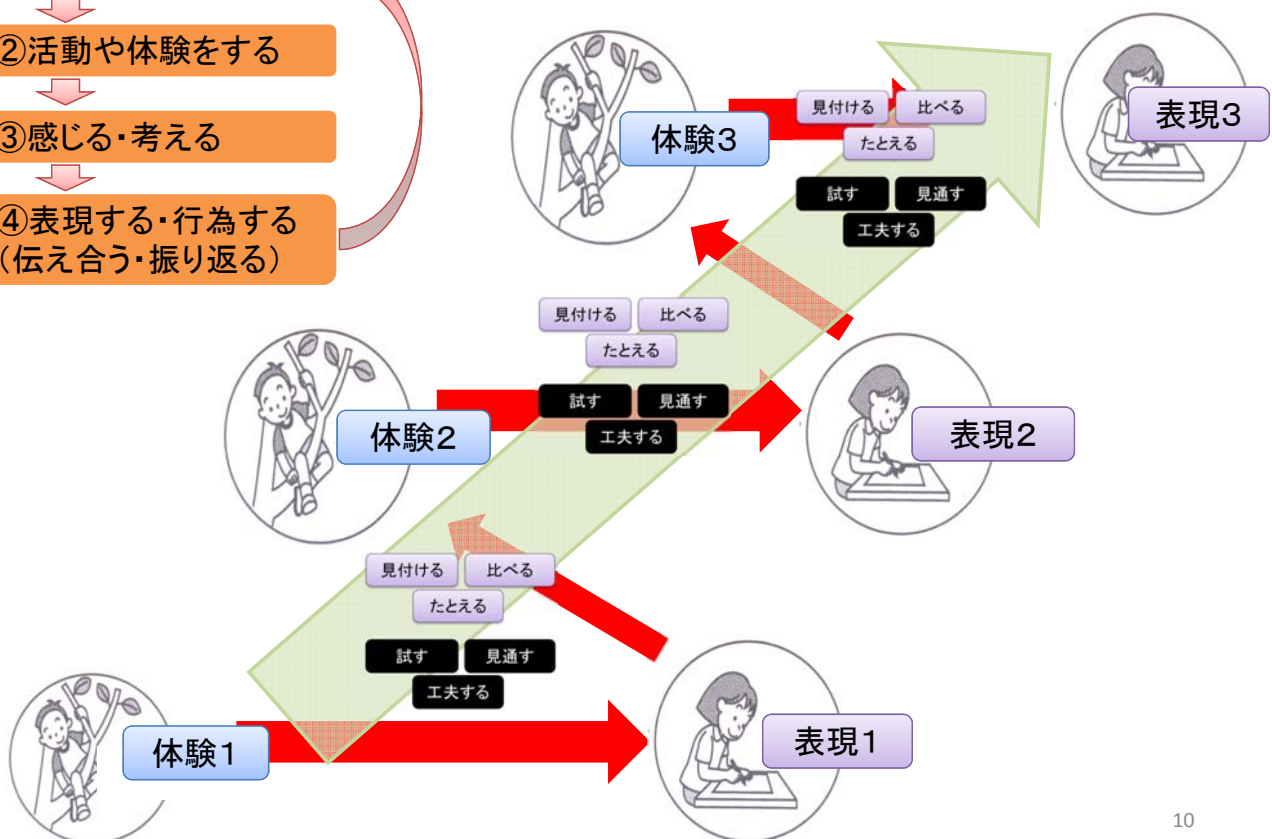 ②活動や体験をする
③感じる・考える
④表現する・行為する
（伝え合う・振り返る）
体験3
見付ける 比べる
たとえる
試す 見通す
工夫する
表現3
体験2
見付ける 比べる
たとえる
試す 見通す
工夫する
表現2
見付ける 比べる
たとえる
試す 見通す
工夫する
体験1
表現1
10